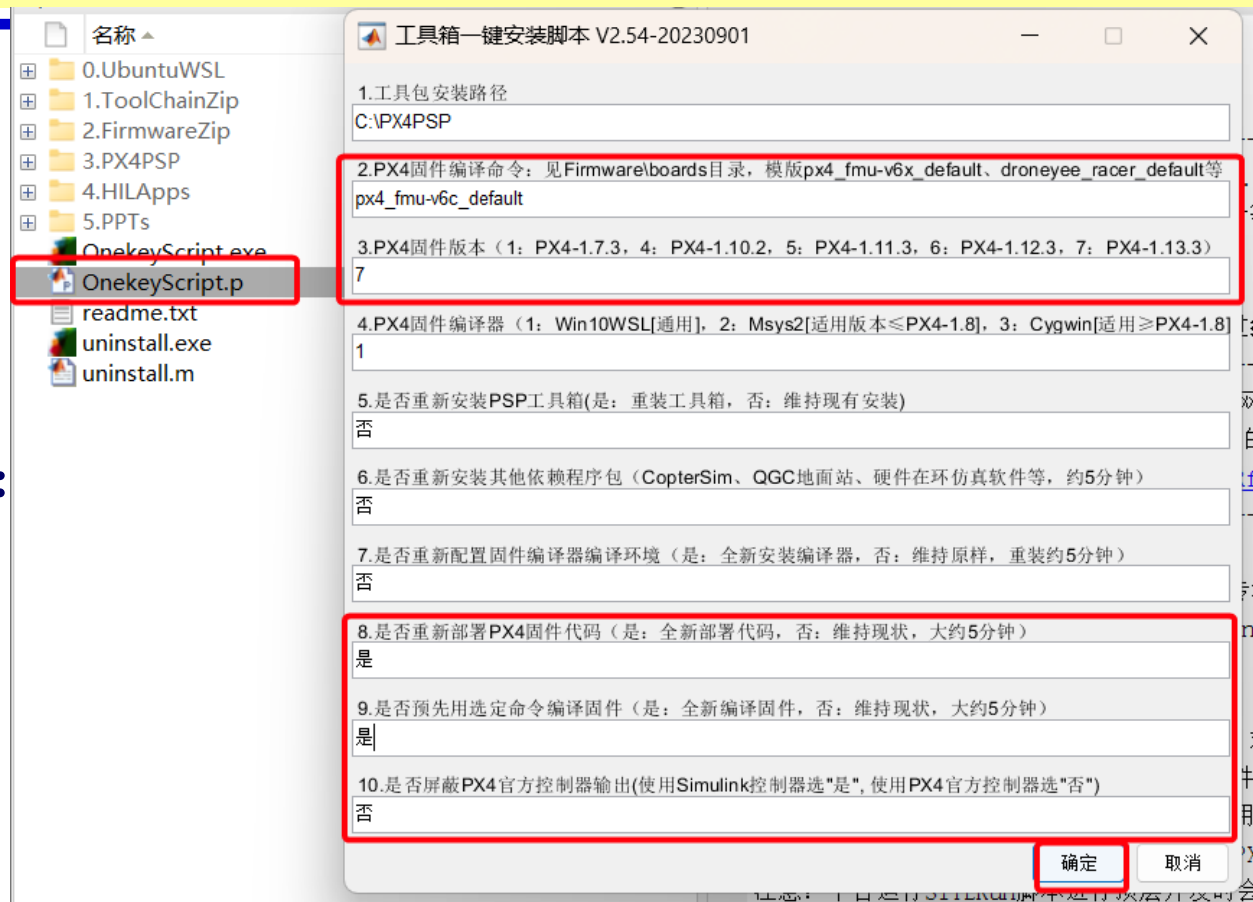 名称
0.UbuntuWSL
1.ToolChainZip
2.FirmwareZip
3.PX4PSP
4.HILApps
5.PPTs
OnekeyScript.exe
OnekeyScript.p
readme.txt
uninstall.exe
uninstall.m
工具箱一键安装脚本 V2.54-20230901
1.工具包安装路径
C:\PX4PSP
2.PX4固件编译命令：见Firmware\boards目录，模版px4_fmu-v6x_default、droneyee_racer_default等
px4_fmu-v6c_default
3.PX4固件版本（1：PX4-1.7.3，4：PX4-1.10.2，5：PX4-1.11.3，6：PX4-1.12.3，7：PX4-1.13.3）
7
4.PX4固件编译器（1：Win10WSL[通用]，2：Msys2[适用版本≤PX4-1.8]，3：Cygwin[适用≥PX4-1.8]
1
5.是否重新安装PSP工具箱(是：重装工具箱，否：维持现有安装)
否
6.是否重新安装其他依赖程序包（CopterSim、QGC地面站、硬件在环仿真软件等，约5分钟）
否
7.是否重新配置固件编译器编译环境（是：全新安装编译器，否：维持原样，重装约5分钟）
否
8.是否重新部署PX4固件代码（是：全新部署代码，否：维持现状，大约5分钟）
是
9.是否预先用选定命令编译固件（是：全新编译固件，否：维持现状，大约5分钟）
是
10.是否屏蔽PX4官方控制器输出(使用Simulink控制器选"是", 使用PX4官方控制器选"否")
否
确定
取消